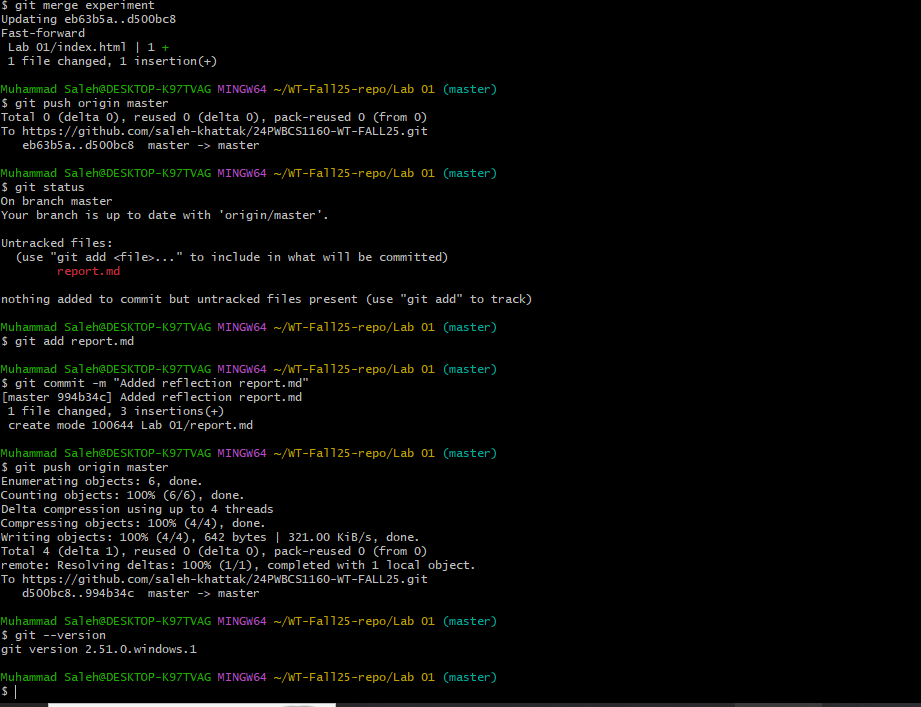 $ git merge experiment
Updating eb63b5a..d500bc8
Fast-forward
 Lab 01/index.html | 1 +
 1 file changed, 1 insertion(+)

Muhammad Saleh@DESKTOP-K97TVAG MINGW64 ~/WT-Fall25-repo/Lab 01 (master)
$ git push origin master
Total 0 (delta 0), reused 0 (delta 0), pack-reused 0 (from 0)
To https://github.com/saleh-khattak/24PWBCS1160-WT-FALL25.git
   eb63b5a..d500bc8  master -> master

Muhammad Saleh@DESKTOP-K97TVAG MINGW64 ~/WT-Fall25-repo/Lab 01 (master)
$ git status
On branch master
Your branch is up to date with 'origin/master'.

Untracked files:
  (use "git add <file>..." to include in what will be committed)
        report.md

nothing added to commit but untracked files present (use "git add" to track)

Muhammad Saleh@DESKTOP-K97TVAG MINGW64 ~/WT-Fall25-repo/Lab 01 (master)
$ git add report.md

Muhammad Saleh@DESKTOP-K97TVAG MINGW64 ~/WT-Fall25-repo/Lab 01 (master)
$ git commit -m "Added reflection report.md"
[master 994b34c] Added reflection report.md
 1 file changed, 3 insertions(+)
 create mode 100644 Lab 01/report.md

Muhammad Saleh@DESKTOP-K97TVAG MINGW64 ~/WT-Fall25-repo/Lab 01 (master)
$ git push origin master
Enumerating objects: 6, done.
Counting objects: 100% (6/6), done.
Delta compression using up to 4 threads
Compressing objects: 100% (4/4), done.
Writing objects: 100% (4/4), 642 bytes | 321.00 KiB/s, done.
Total 4 (delta 1), reused 0 (delta 0), pack-reused 0 (from 0)
remote: Resolving deltas: 100% (1/1), completed with 1 local object.
To https://github.com/saleh-khattak/24PWBCS1160-WT-FALL25.git
   d500bc8..994b34c  master -> master

Muhammad Saleh@DESKTOP-K97TVAG MINGW64 ~/WT-Fall25-repo/Lab 01 (master)
$ git --version
git version 2.51.0.windows.1

Muhammad Saleh@DESKTOP-K97TVAG MINGW64 ~/WT-Fall25-repo/Lab 01 (master)
$